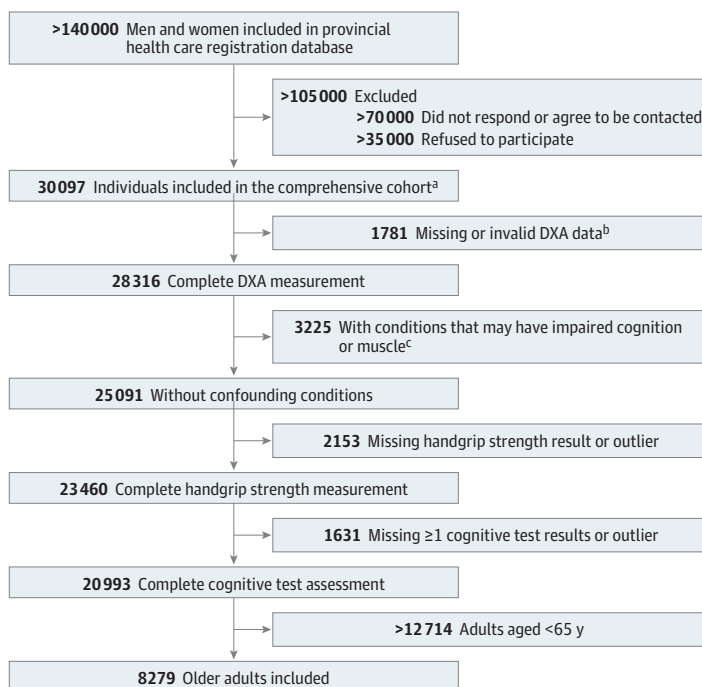 >140000 Men and women included in provincial
health care registration database
>105000 Excluded
>70000 Did not respond or agree to be contacted
>35000 Refused to participate
30097 Individuals included in the comprehensive cohortᵃ
1781 Missing or invalid DXA dataᵇ
28316 Complete DXA measurement
3225 With conditions that may have impaired cognition
or muscleᶜ
25091 Without confounding conditions
2153 Missing handgrip strength result or outlier
23460 Complete handgrip strength measurement
1631 Missing ≥1 cognitive test results or outlier
20993 Complete cognitive test assessment
>12714 Adults aged <65 y
8279 Older adults included